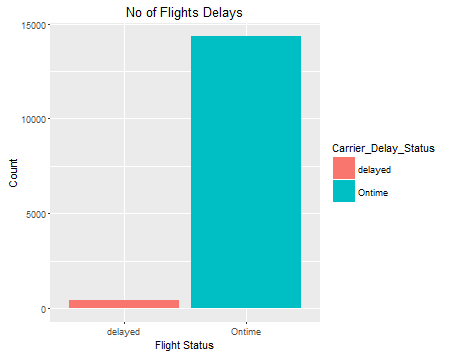 No of Flights Delays
15000
10000
5000
0
Count
delayed
Ontime
Flight Status
Carrier_Delay_Status
delayed
Ontime